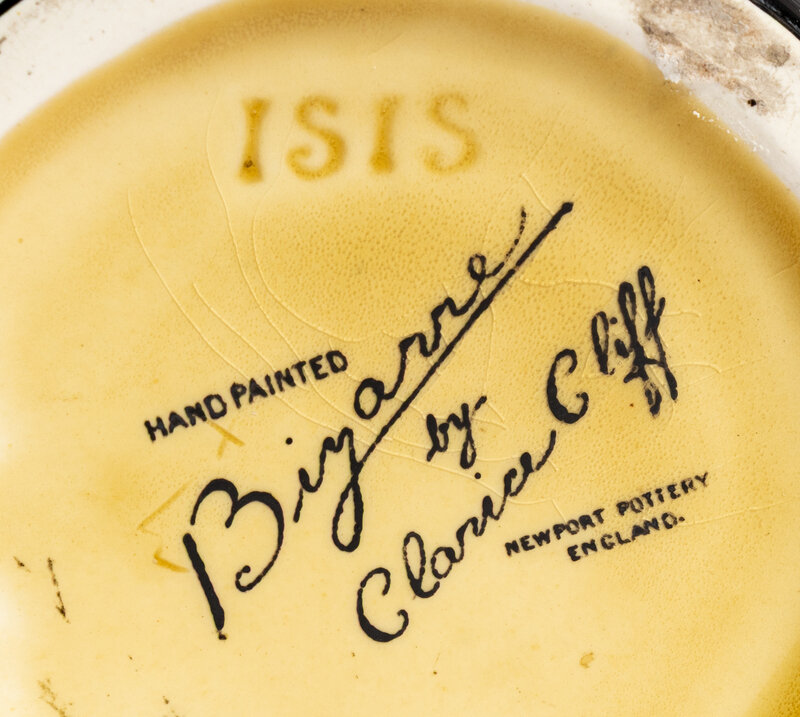 ISIS
HAND PAINTED
Bizarre
by
Clarice Cliff
NEWPORT POTTERY
ENGLAND.